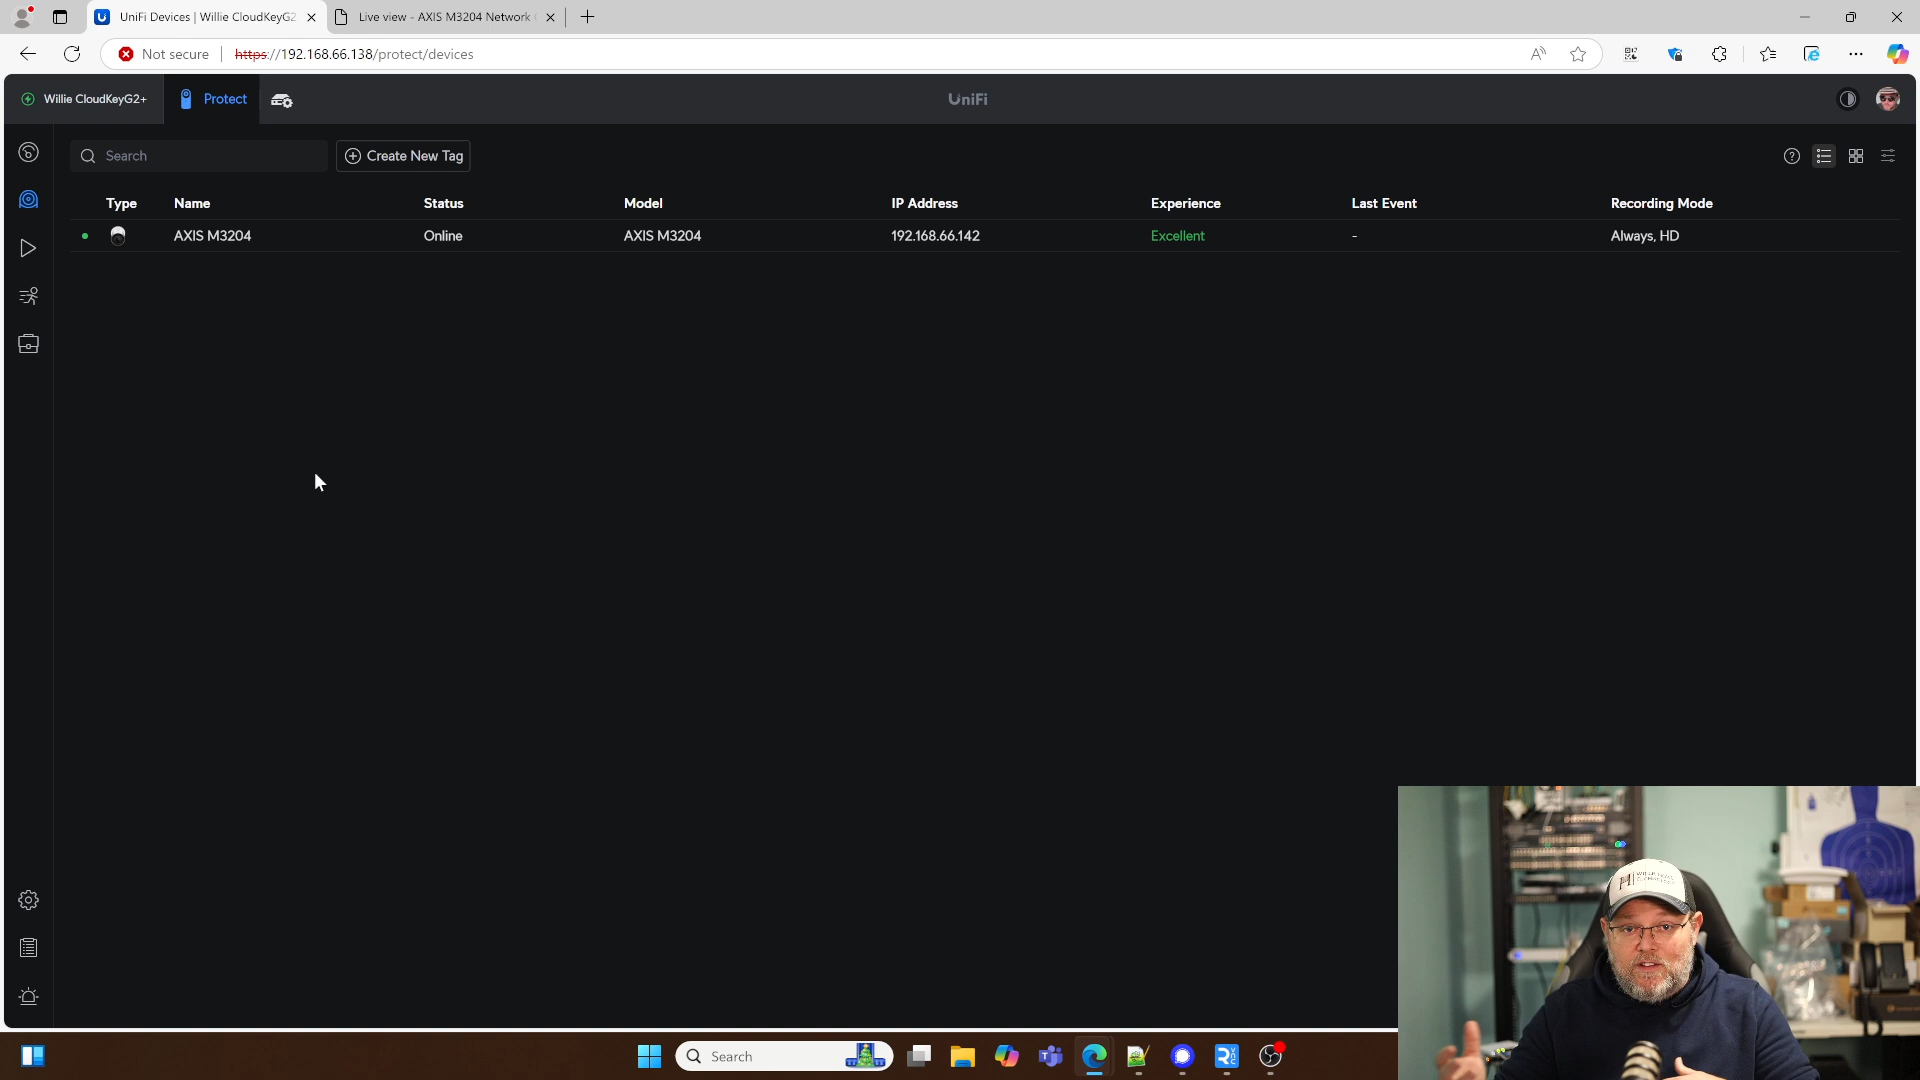 UniFi Devices | Willie CloudKeyG2
Live view - AXIS M3204 Network
Not secure
https://192.168.66.138/protect/devices
Willie CloudKeyG2+
Protect
UniFi
Search
Create New Tag
Type Name Status Model IP Address Experience Last Event Recording Mode
AXIS M3204 Online AXIS M3204 192.168.66.142 Excellent - Always, HD
Search